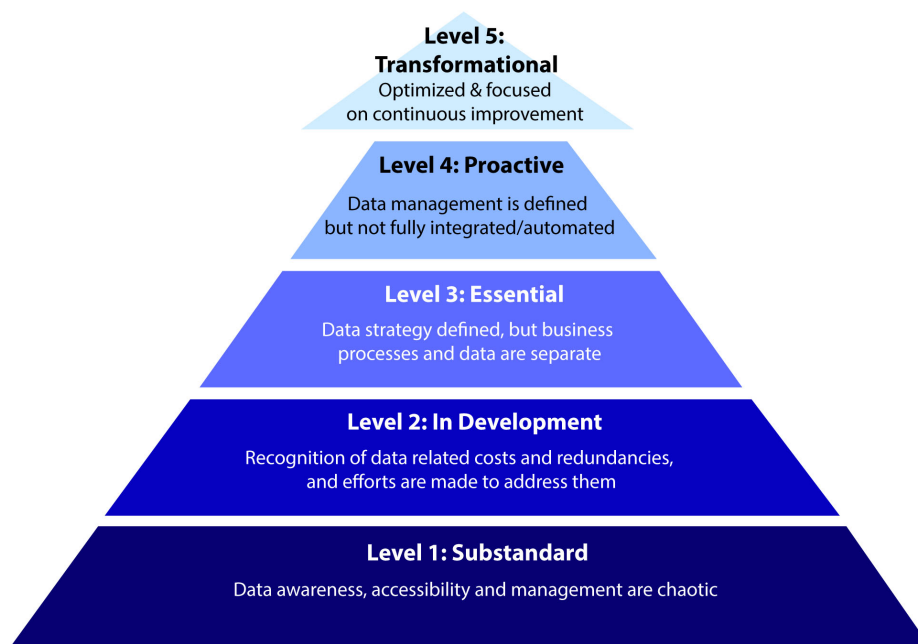 Level 5:
Transformational
Optimized & focused
on continuous improvement
Level 4: Proactive
Data management is defined
but not fully integrated/automated
Level 3: Essential
Data strategy defined, but business
processes and data are separate
Level 2: In Development
Recognition of data related costs and redundancies,
and efforts are made to address them
Level 1: Substandard
Data awareness, accessibility and management are chaotic